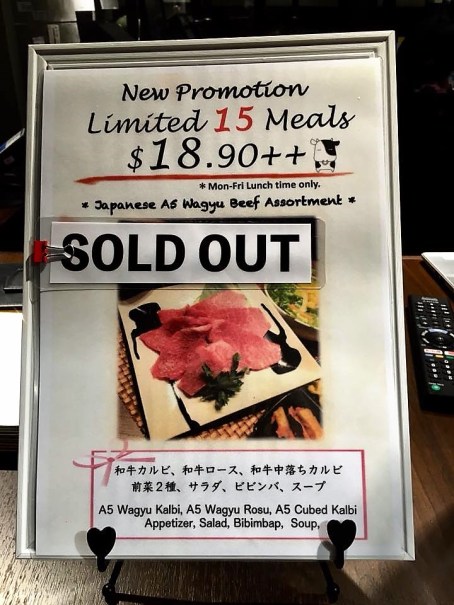 New Promotion
Limited 15 Meals
$18.90++
* Mon-Fri Lunch time only.
* Japanese A5 Wagyu Beef Assortment *
SOLD OUT
和牛カルビ、和牛ロース、和牛中落ちカルビ
前菜２種、サラダ、ビビンバ、スープ
A5 Wagyu Kalbi, A5 Wagyu Rosu, A5 Cubed Kalbi
Appetizer, Salad, Bibimbap, Soup,